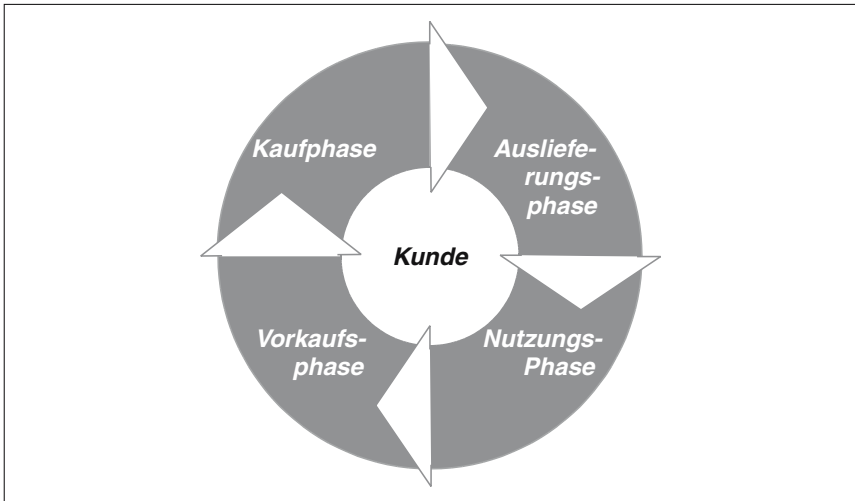 Kaufphase
Ausliefe-
rungs-
phase
Kunde
Vorkaufs-
phase
Nutzungs-
Phase